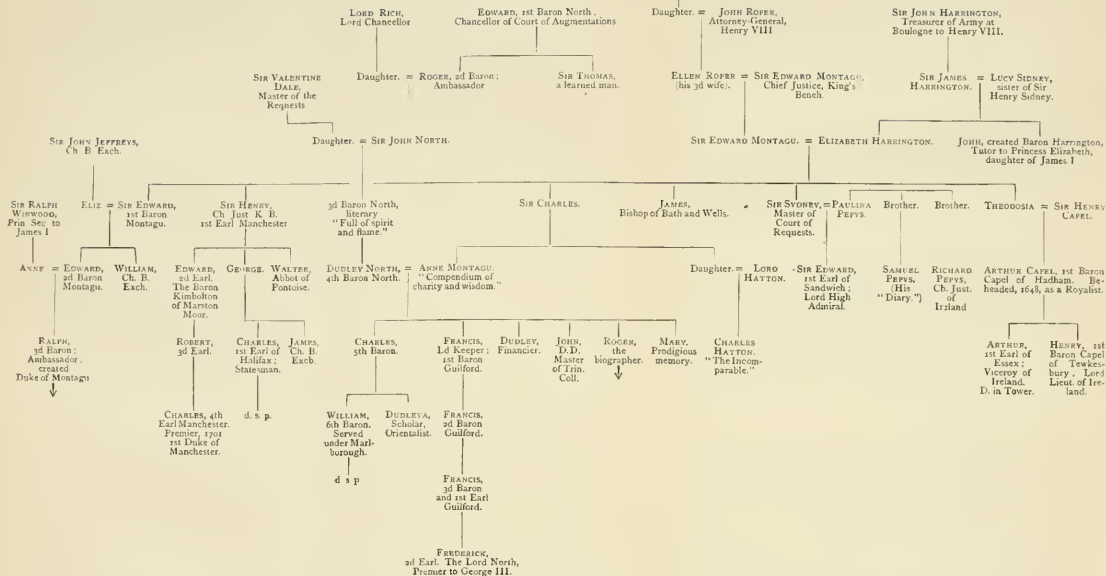 LORD RICH,
Lord Chancellor
EDWARD, 1st Baron North.
Chancellor of Court of Augmentations
Daughter. = JOHN ROPER,
Attorney-General,
Henry VIII
SIR JOHN HARRINGTON,
Treasurer of Army at
Boulogne to Henry VIII.
SIR VALENTINE
DALE,
Master of the
Requests
Daughter. = ROGER, 2d Baron;
Ambassador
SIR THOMAS,
a learned man.
ELLEN ROPER = SIR EDWARD MONTAGU,
(his 3d wife). Chief Justice, King's
Bench.
SIR JAMES = LUCY SIDNEY,
HARRINGTON. sister of Sir
Henry Sidney.
SIR JOHN JEFFREYS,
Ch B Exch.
Daughter. = SIR JOHN NORTH.
SIR EDWARD MONTAGU. = ELIZABETH HARRINGTON.
JOHN, created Baron Harrington,
Tutor to Princess Elizabeth,
daughter of James I
SIR RALPH
WINWOOD,
Prin Sec to
James I
ELIZ = SIR EDWARD,
1st Baron
Montagu.
SIR HENRY,
Ch Just K B.
1st Earl Manchester
3d Baron North,
literary
"Full of spirit
and flame."
SIR CHARLES.
JAMES,
Bishop of Bath and Wells.
SIR SYDNEY, = PAULINA
Master of PEPYS.
Court of
Requests.
Brother.
Brother.
THEODOSIA = SIR HENRY
CAPEL.
ANNE = EDWARD,
2d Baron
Montagu.
WILLIAM,
Ch. B.
Exch.
EDWARD,
2d Earl.
The Baron
Kimbolton
of Marston
Moor.
GEORGE.
WALTER,
Abbot of
Pontoise.
DUDLEY NORTH, = ANNE MONTAGU.
4th Baron North. "Compendium of
charity and wisdom."
Daughter. = LORD
HATTON.
SIR EDWARD,
1st Earl of
Sandwich;
Lord High
Admiral.
SAMUEL
PEPYS.
(His
"Diary.")
RICHARD
PEPYS,
Ch. Just.
of
Ireland
ARTHUR CAPEL, 1st Baron
Capel of Hadham. Be-
headed, 1648, as a Royalist.
RALPH,
3d Baron;
Ambassador,
created
Duke of Montagu
ROBERT,
3d Earl.
CHARLES,
1st Earl of
Halifax;
Statesman.
JAMES,
Ch. B.
Exch.
CHARLES,
5th Baron.
FRANCIS,
Ld Keeper;
1st Baron
Guilford.
DUDLEY,
Financier.
JOHN,
D.D.
Master
of Trin.
Coll.
ROGER,
the
biographer.
MARY.
Prodigious
memory.
CHARLES
HATTON.
"The Incom-
parable."
ARTHUR,
1st Earl of
Essex;
Viceroy of
Ireland.
D. in Tower.
HENRY, 1st
Baron Capel
of Tewkes-
bury, Lord
Lieut. of Ire-
land.
CHARLES, 4th
Earl Manchester.
Premier, 1701
1st Duke of
Manchester.
d. s. p.
WILLIAM,
6th Baron.
Served
under Marl-
borough.
DUDLEYA,
Scholar,
Orientalist.
FRANCIS,
2d Baron
Guilford.
d s p
FRANCIS,
3d Baron
and 1st Earl
Guilford.
FREDERICK,
2d Earl. The Lord North,
Premier to George III.